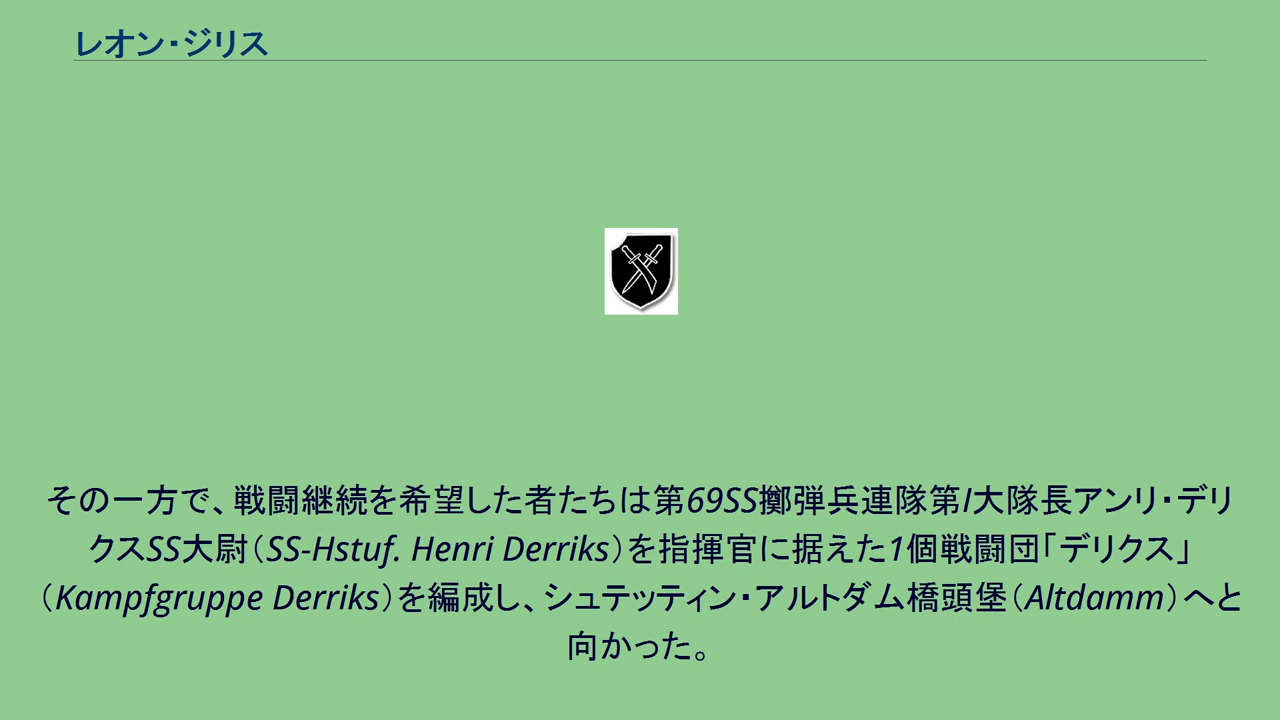 レオン・ジリス
その一方で、戦闘継続を希望した者たちは第69SS擲弾兵連隊第I大隊長アンリ・デリ
クスSS大尉（SS-Hstuf. Henri Derriks）を指揮官に据えた1個戦闘団「デリクス」
（Kampfgruppe Derriks）を編成し、シュテッティン・アルトダム橋頭堡（Altdamm）へと
向かった。